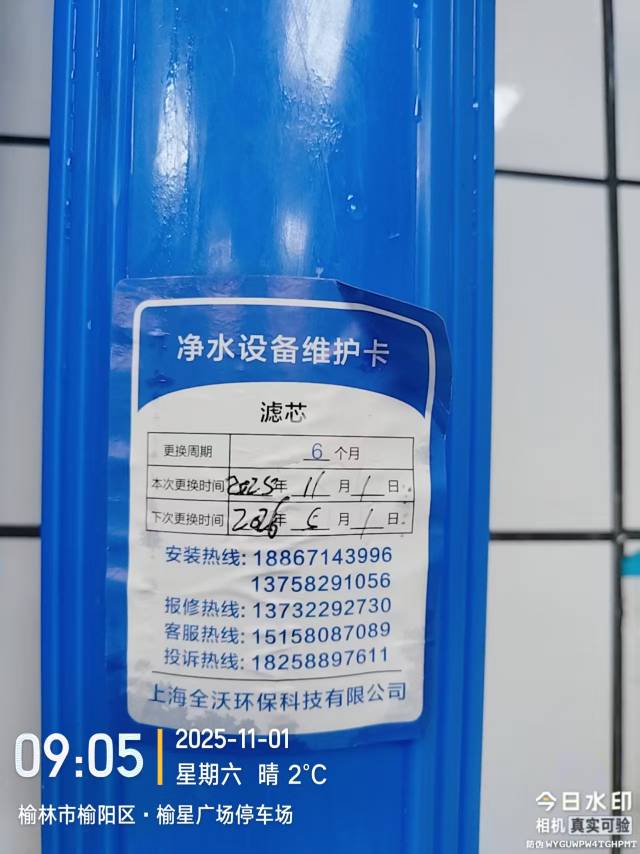 净水设备维护卡
滤芯
更换周期 6 个月
本次更换时间 2025年 11 月 1 日
下次更换时间 2026年 5 月 1 日
安装热线: 18867143996
13758291056
报修热线: 13732292730
客服热线: 15158087089
投诉热线: 18258897611
上海全沃环保科技有限公司
09:05
2025-11-01
星期六 晴 2°C
榆林市榆阳区·榆星广场停车场
今日水印
相机 真实可验
防伪 WYGUWPW4TGHPMT